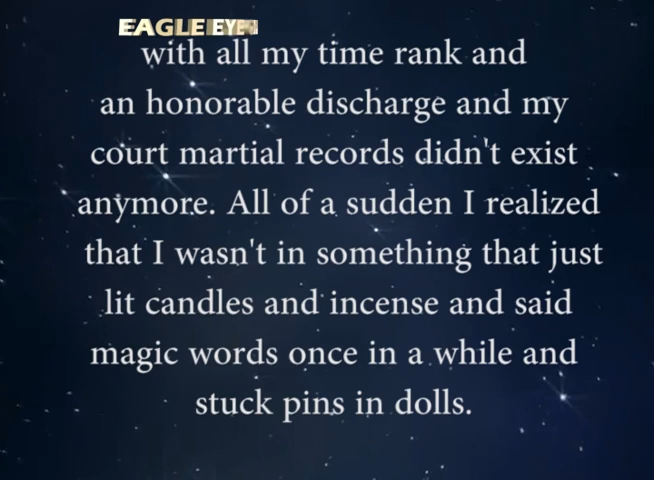 EAGLE EYE
with all my time rank and
an honorable discharge and my
court martial records didn't exist
anymore. All of a sudden I realized
that I wasn't in something that just
lit candles and incense and said
magic words once in a while and
stuck pins in dolls.